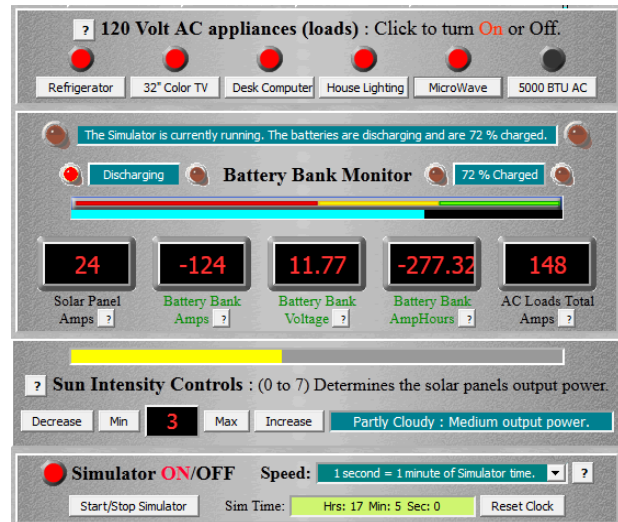 ? 120 Volt AC appliances (loads) : Click to turn On or Off.
Refrigerator 32" Color TV Desk Computer House Lighting MicroWave 5000 BTU AC
The Simulator is currently running. The batteries are discharging and are 72 % charged.
Discharging Battery Bank Monitor 72 % Charged
24 -124 11.77 -277.32 148
Solar Panel Battery Bank Battery Bank Battery Bank AC Loads Total
Amps ? Amps ? Voltage ? AmpHours ? Amps ?
? Sun Intensity Controls : (0 to 7) Determines the solar panels output power.
Decrease Min 3 Max Increase Partly Cloudy : Medium output power.
Simulator ON/OFF Speed: 1 second = 1 minute of Simulator time. ?
Start/Stop Simulator Sim Time: Hrs: 17 Min: 5 Sec: 0 Reset Clock